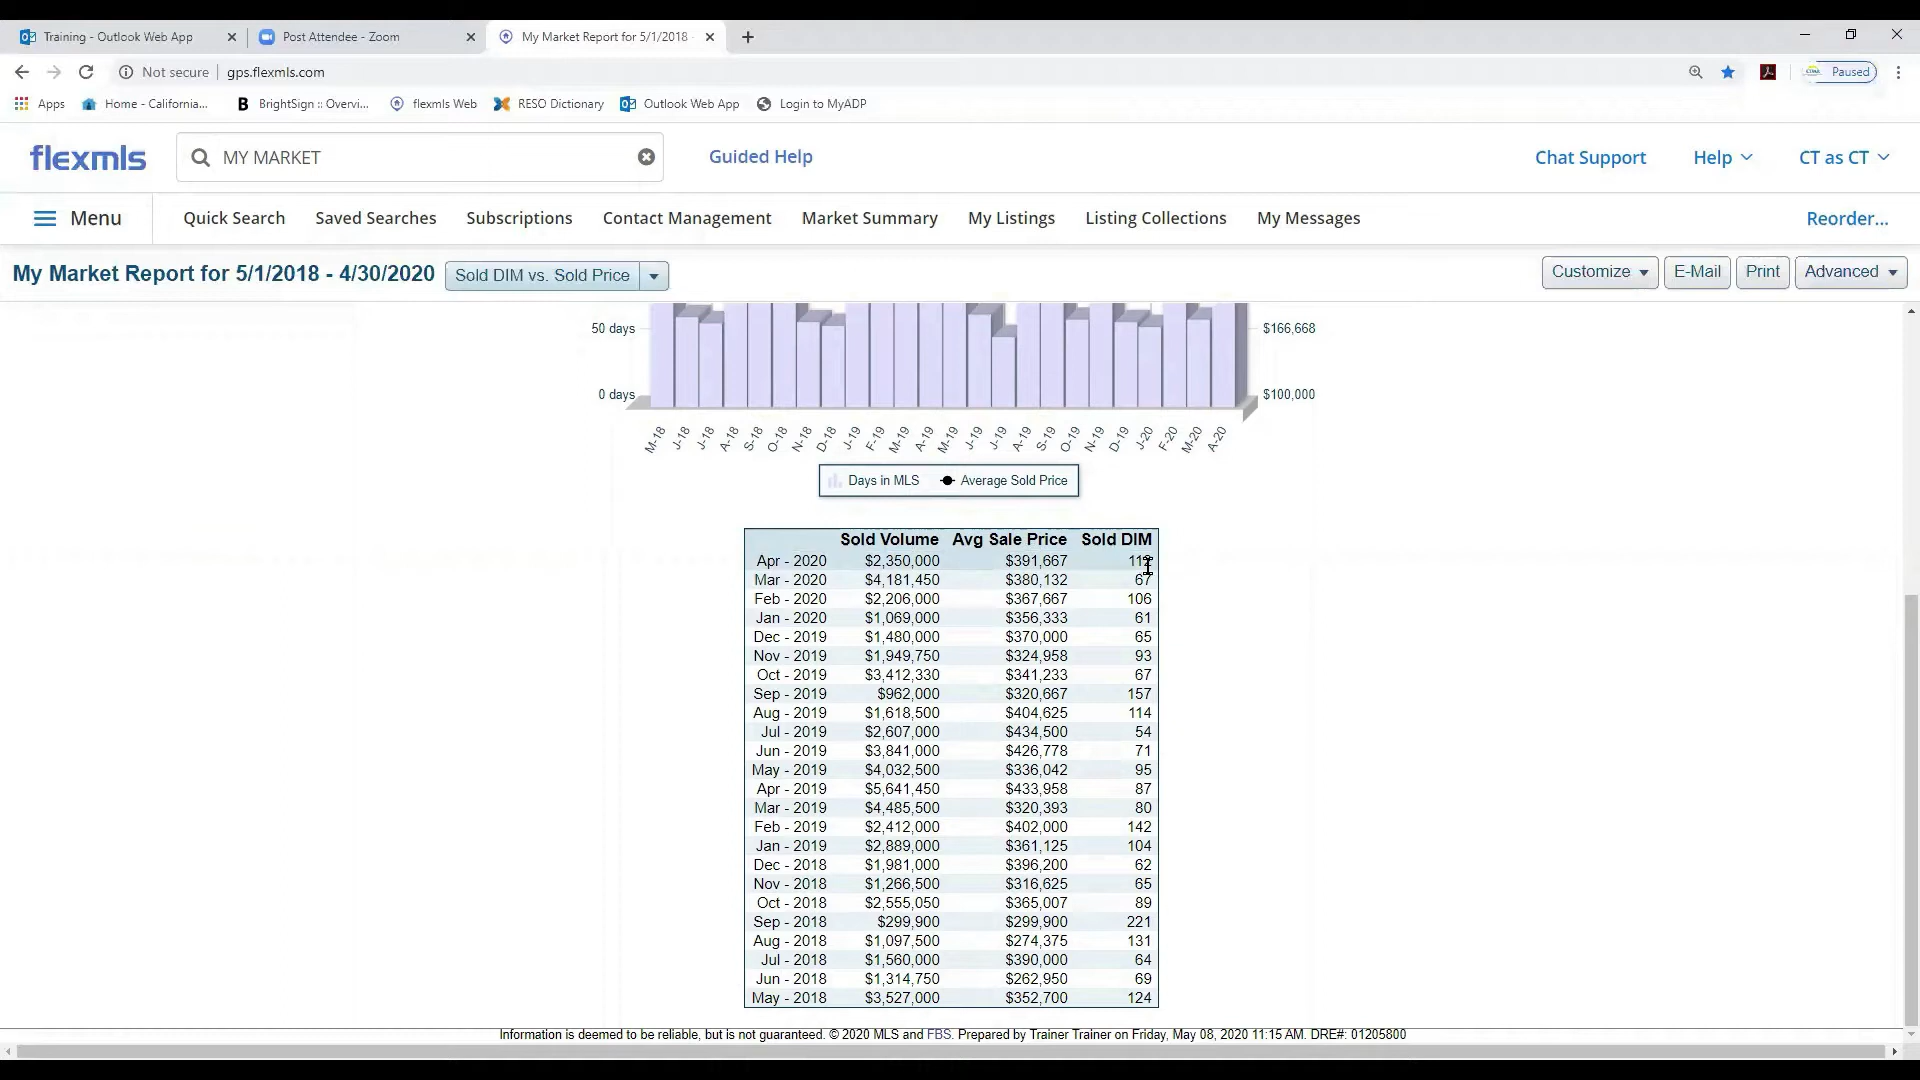 Training - Outlook Web App
Post Attendee - Zoom
My Market Report for 5/1/2018 -
Not secure
gps.flexmls.com
Paused
Apps
Home - California...
BrightSign :: Overvi...
flexmls Web
RESO Dictionary
Outlook Web App
Login to MyADP
flexmls
MY MARKET
Guided Help
Chat Support
Help
CT as CT
Menu
Quick Search
Saved Searches
Subscriptions
Contact Management
Market Summary
My Listings
Listing Collections
My Messages
Reorder...
My Market Report for 5/1/2018 - 4/30/2020
Sold DIM vs. Sold Price
Customize
E-Mail
Print
Advanced
50 days
$166,668
0 days
$100,000
M-18 J-18 J-18 A-18 S-18 O-18 N-18 D-18 J-19 F-19 M-19 A-19 M-19 J-19 J-19 A-19 S-19 O-19 N-19 D-19 J-20 F-20 M-20 A-20
Days in MLS Average Sold Price
Sold Volume Avg Sale Price Sold DIM
Apr - 2020 $2,350,000 $391,667
Mar - 2020 $4,181,450 $380,132 67
Feb - 2020 $2,206,000 $367,667 106
Jan - 2020 $1,069,000 $356,333 61
Dec - 2019 $1,480,000 $370,000 65
Nov - 2019 $1,949,750 $324,958 93
Oct - 2019 $3,412,330 $341,233 67
Sep - 2019 $962,000 $320,667 157
Aug - 2019 $1,618,500 $404,625 114
Jul - 2019 $2,607,000 $434,500 54
Jun - 2019 $3,841,000 $426,778 71
May - 2019 $4,032,500 $336,042 95
Apr - 2019 $5,641,450 $433,958 87
Mar - 2019 $4,485,500 $320,393 80
Feb - 2019 $2,412,000 $402,000 142
Jan - 2019 $2,889,000 $361,125 104
Dec - 2018 $1,981,000 $396,200 62
Nov - 2018 $1,266,500 $316,625 65
Oct - 2018 $2,555,050 $365,007 89
Sep - 2018 $299,900 $299,900 221
Aug - 2018 $1,097,500 $274,375 131
Jul - 2018 $1,560,000 $390,000 64
Jun - 2018 $1,314,750 $262,950 69
May - 2018 $3,527,000 $352,700 124
Information is deemed to be reliable, but is not guaranteed. © 2020 MLS and FBS. Prepared by Trainer Trainer on Friday, May 08, 2020 11:15 AM. DRE#: 01205800